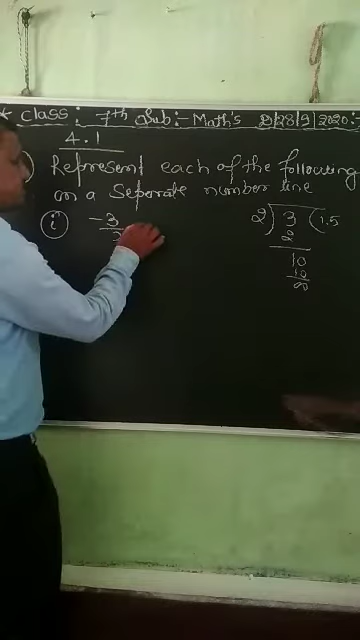 * Class:- 7th Sub:- Math's D/28/9/2020:-
4.1
) Represent each of the following
on a Seperate number line
(i) -3
2) 3 (1.5
2
10
10